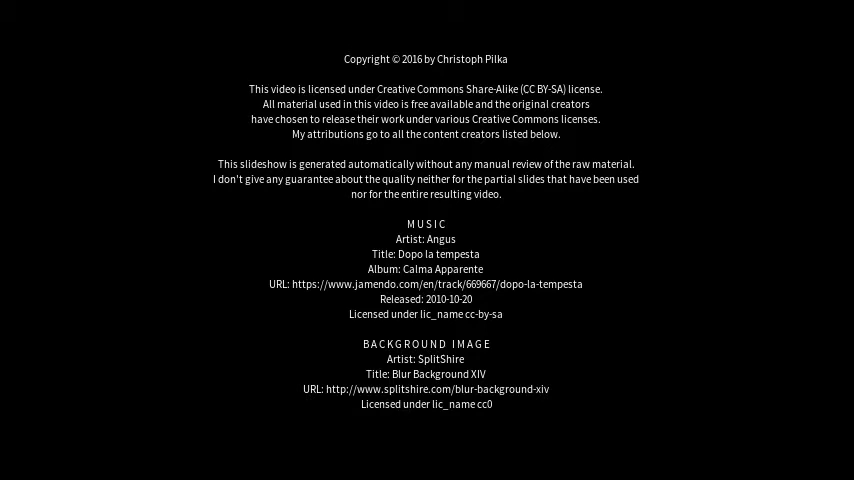 Copyright © 2016 by Christoph Pilka
This video is licensed under Creative Commons Share-Alike (CC BY-SA) license.
All material used in this video is free available and the original creators
have chosen to release their work under various Creative Commons licenses.
My attributions go to all the content creators listed below.
This slideshow is generated automatically without any manual review of the raw material.
I don't give any guarantee about the quality neither for the partial slides that have been used
nor for the entire resulting video.
MUSIC
Artist: Angus
Title: Dopo la tempesta
Album: Calma Apparente
URL: https://www.jamendo.com/en/track/669667/dopo-la-tempesta
Released: 2010-10-20
Licensed under lic_name cc-by-sa
BACKGROUND IMAGE
Artist: SplitShire
Title: Blur Background XIV
URL: http://www.splitshire.com/blur-background-xiv
Licensed under lic_name cc0